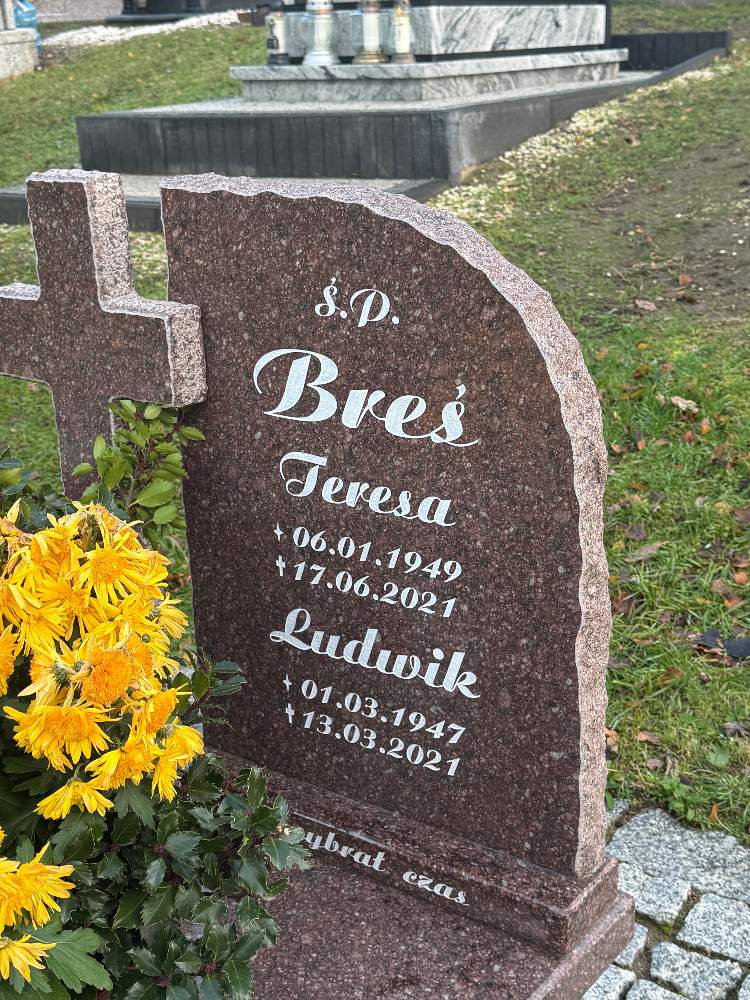 Ś.P.
Breś
Teresa
06.01.1949
✝ 17.06.2021
Ludwik
01.03.1947
✝ 13.03.2021
czas